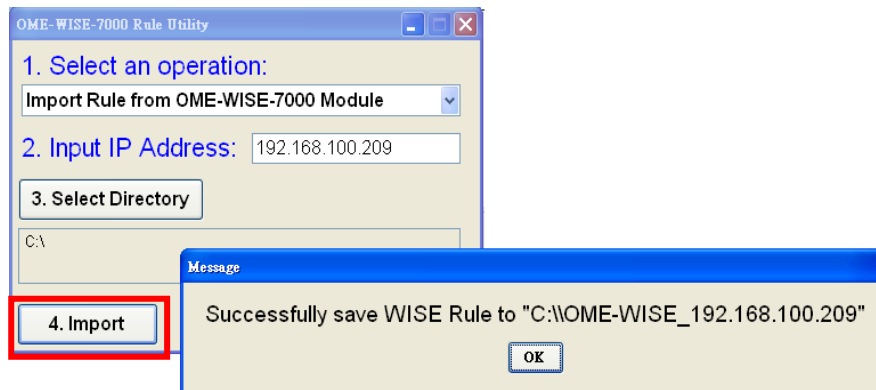 OME-WISE-7000 Rule Utility
1. Select an operation:
Import Rule from OME-WISE-7000 Module
2. Input IP Address: 192.168.100.209
3. Select Directory
C:\
Message
4. Import
Successfully save WISE Rule to "C:\\OME-WISE_192.168.100.209"
OK